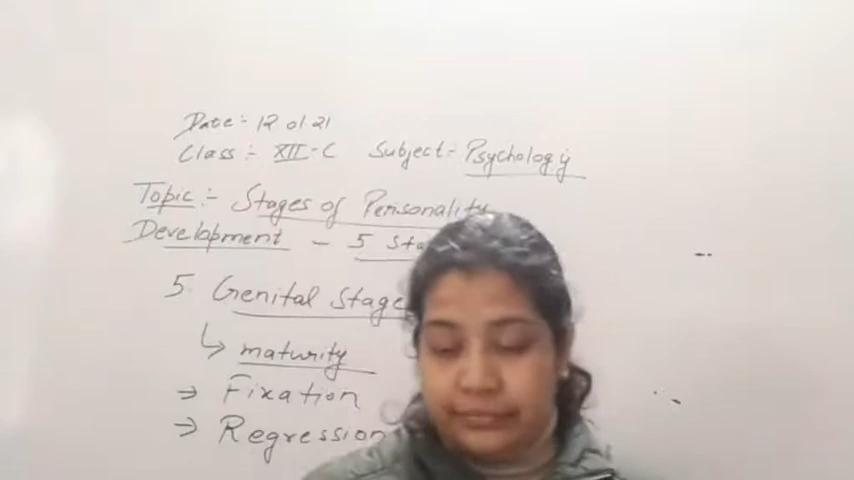 Date:- 12 01 21
Class:- XII-C Subject:- Psychology
Topic:- Stages of Personality
Development - 5 Sta
5. Genital Stage
↳ maturity
→ Fixation
→ Regression